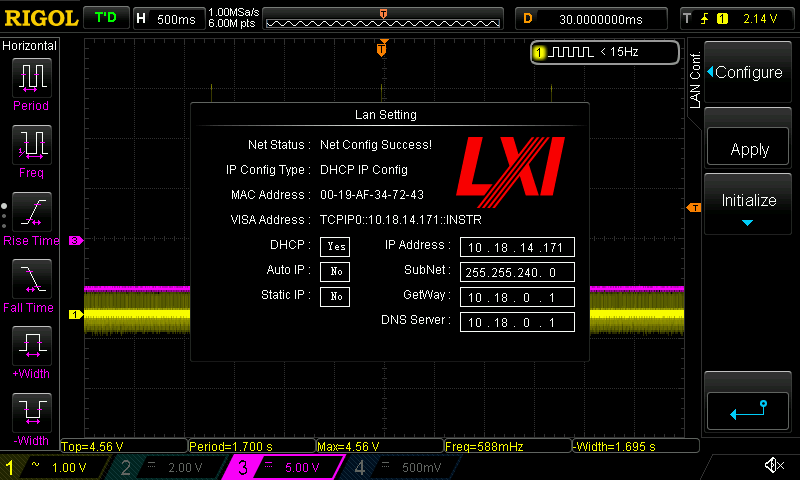 RIGOL T'D H 500ms 1.00MSa/s 6.00M pts T D 30.0000000ms T 1 2.14 V
Horizontal
T
1 < 15Hz
LAN Conf.
Configure
Period
Lan Setting
Net Status : Net Config Success!
LXI
Apply
IP Config Type : DHCP IP Config
Freq
MAC Address : 00-19-AF-34-72-43
Initialize
VISA Address : TCPIP0::10.18.14.171::INSTR
T
Rise Time
3
DHCP : Yes IP Address : 10 . 18 . 14 .171
Auto IP : No SubNet : 255.255.240. 0
Static IP : No GetWay : 10 . 18 . 0 . 1
Fall Time
1
DNS Server : 10 . 18 . 0 . 1
+Width
-Width
Top=4.56 V Period=1.700 s Max=4.56 V Freq=588mHz -Width=1.695 s
1 ~ 1.00 V 2 2.00 V 3 5.00 V 4 500mV